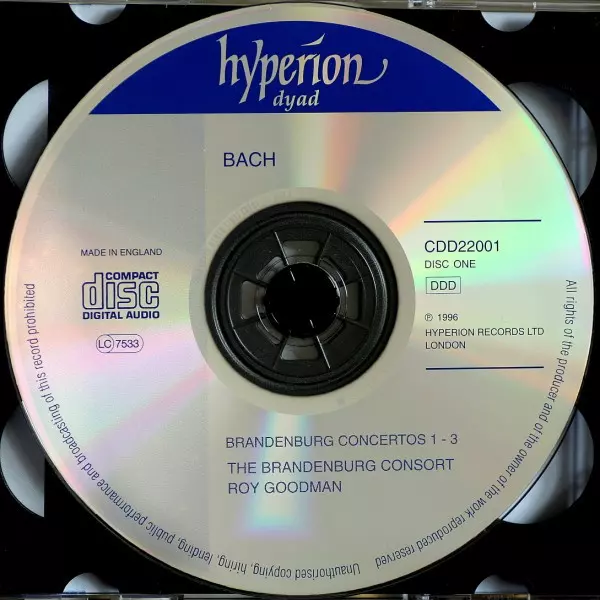 hyperion
dyad
BACH
MADE IN ENGLAND
COMPACT
disc
DIGITAL AUDIO
LC 7533
CDD22001
DISC ONE
DDD
℗ 1996
HYPERION RECORDS LTD
LONDON
BRANDENBURG CONCERTOS 1 - 3
THE BRANDENBURG CONSORT
ROY GOODMAN
All rights of the producer and of the owner of the work reproduced reserved
Unauthorised copying, hiring, lending, public performance and broadcasting of this record prohibited